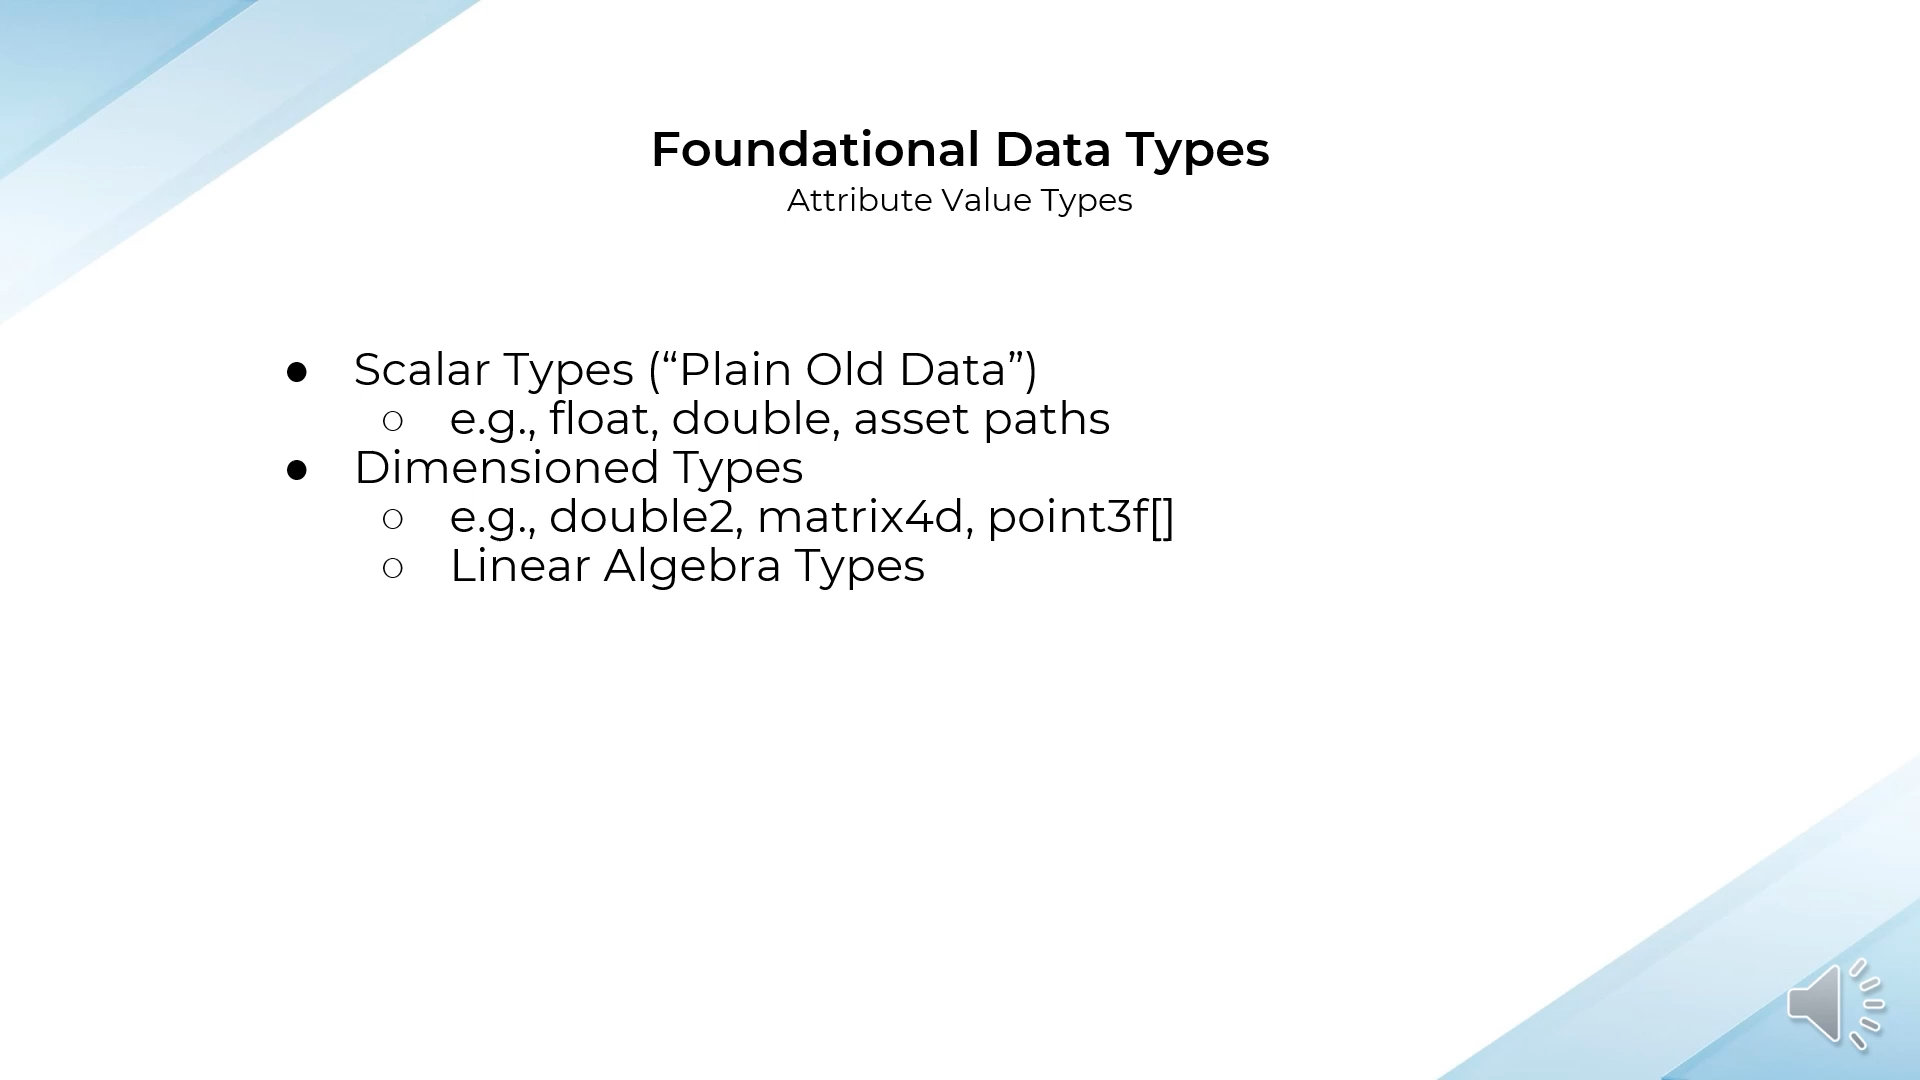 Foundational Data Types
Attribute Value Types
● Scalar Types (“Plain Old Data”)
○ e.g., float, double, asset paths
● Dimensioned Types
○ e.g., double2, matrix4d, point3f[]
○ Linear Algebra Types